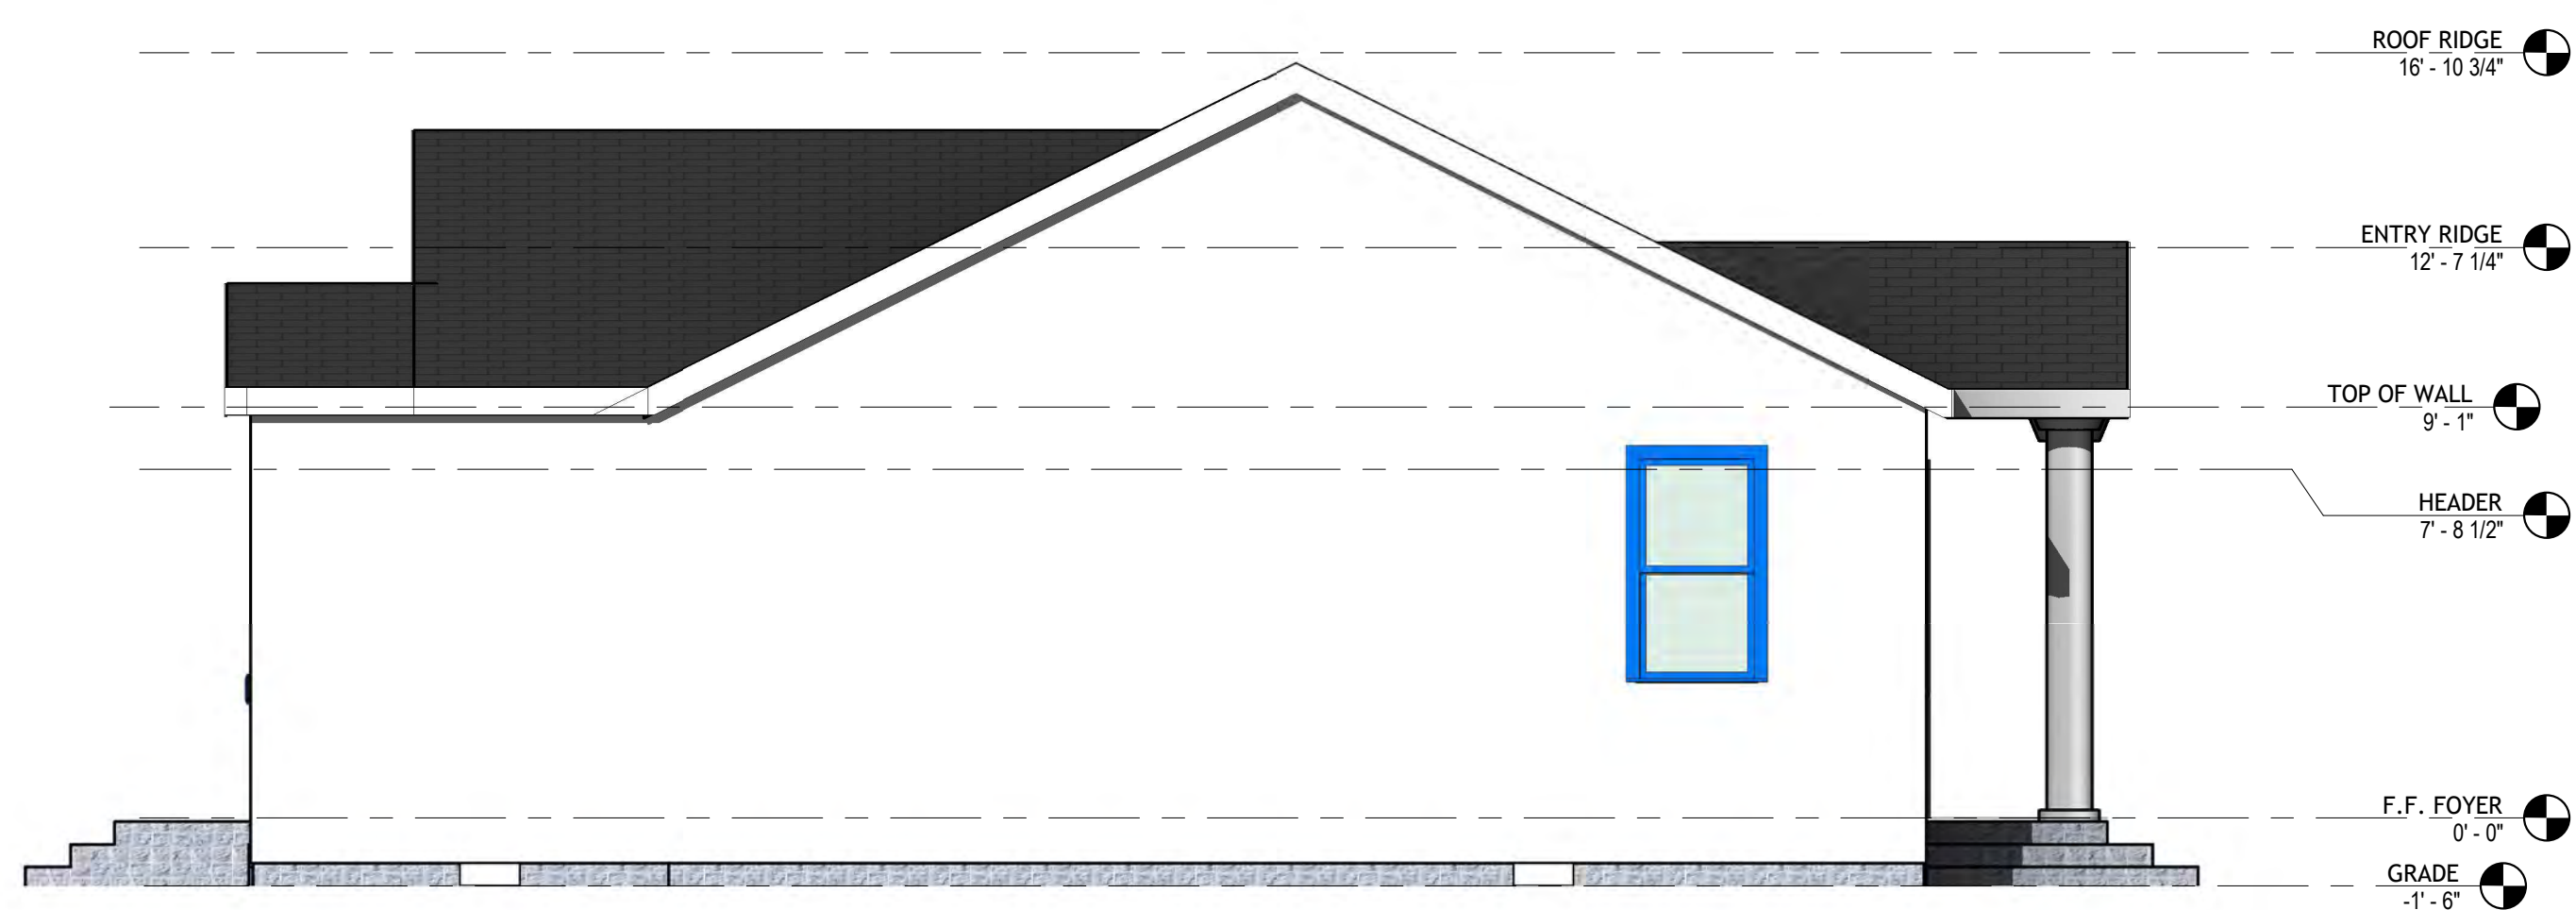 ROOF RIDGE
16' - 10 3/4"
ENTRY RIDGE
12' - 7 1/4"
TOP OF WALL
9' - 1"
HEADER
7' - 8 1/2"
F.F. FOYER
0' - 0"
GRADE
-1' - 6"